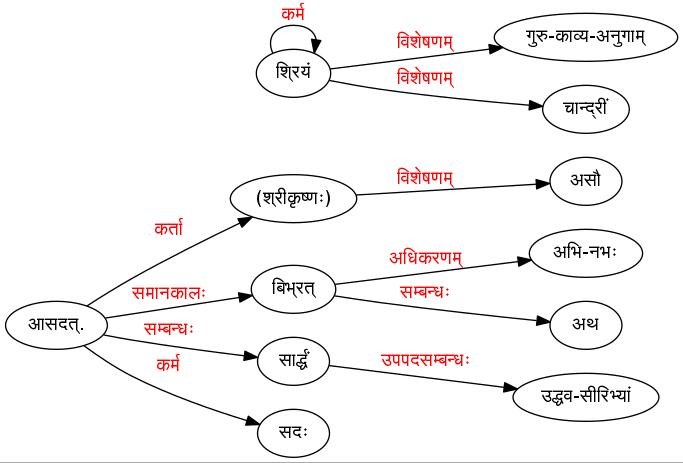 कर्म
श्रियं
विशेषणम्
गुरु-काव्य-अनुगाम्
विशेषणम्
चान्द्रीं
(श्रीकृष्णः)
विशेषणम्
असौ
कर्ता
अधिकरणम्
अभि-नभः
समानकालः
बिभ्रत्
सम्बन्धः
अथ
आसदत्.
सम्बन्धः
सार्द्धं
उपपदसम्बन्धः
उद्धव-सीरिभ्यां
कर्म
सदः